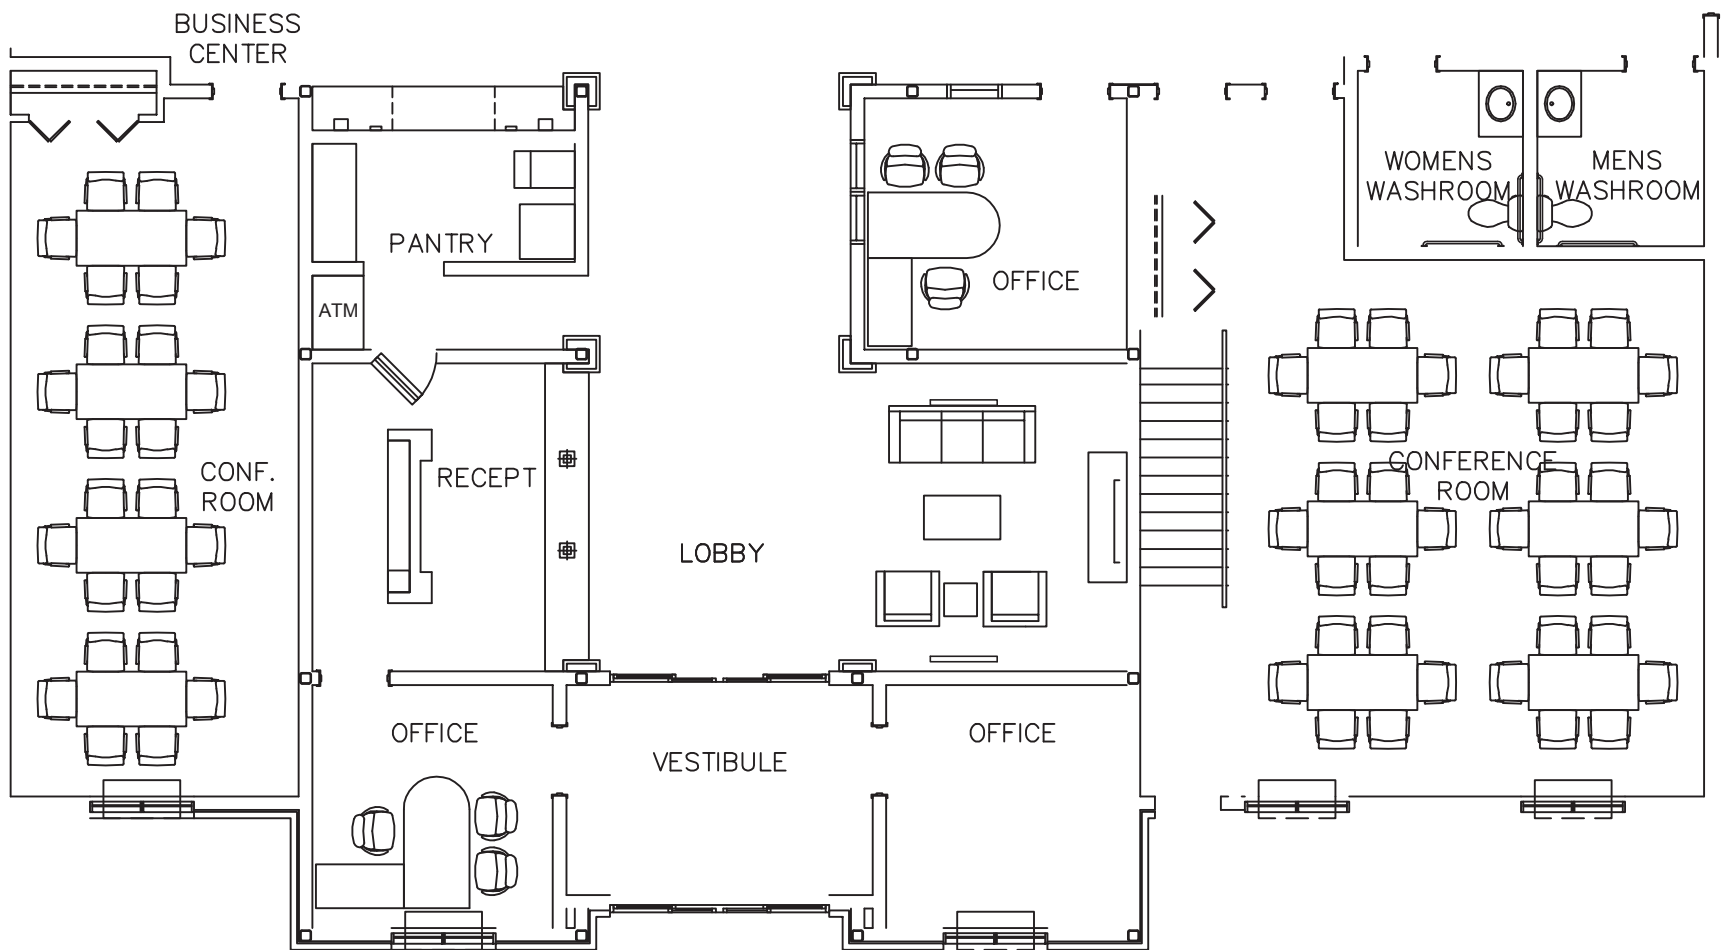 BUSINESS
CENTER
WOMENS
WASHROOM
MENS
WASHROOM
PANTRY
OFFICE
ATM
CONF.
ROOM
RECEPT
CONFERENCE
ROOM
LOBBY
OFFICE
VESTIBULE
OFFICE